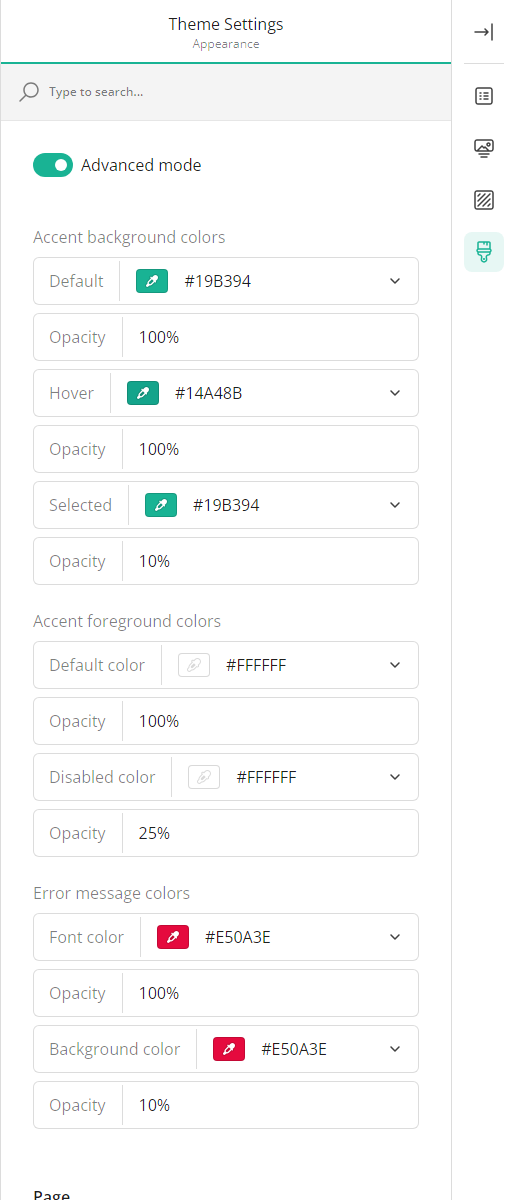 Theme Settings
Appearance
Type to search...
Advanced mode
Accent background colors
Default #19B394
Opacity 100%
Hover #14A48B
Opacity 100%
Selected #19B394
Opacity 10%
Accent foreground colors
Default color #FFFFFF
Opacity 100%
Disabled color #FFFFFF
Opacity 25%
Error message colors
Font color #E50A3E
Opacity 100%
Background color #E50A3E
Opacity 10%
Page